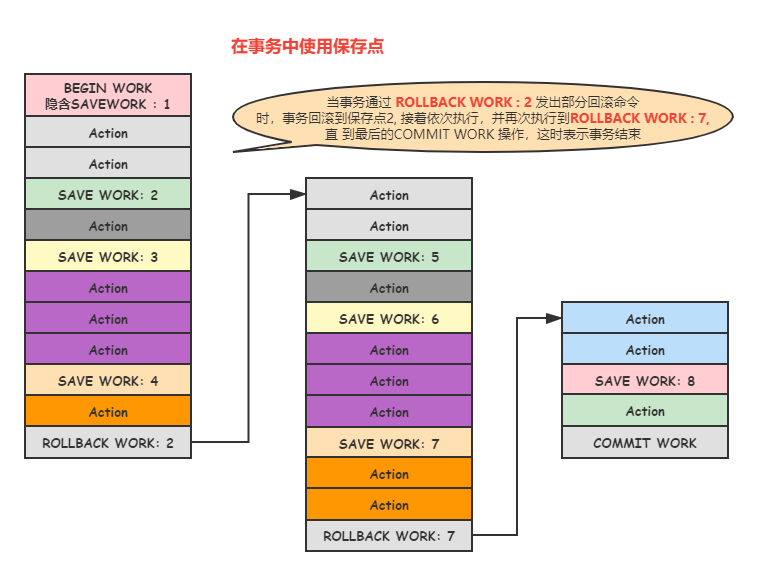 在事务中使用保存点
BEGIN WORK
隐含SAVEWORK : 1
Action
Action
SAVE WORK: 2
Action
SAVE WORK: 3
Action
Action
Action
SAVE WORK: 4
Action
ROLLBACK WORK: 2
当事务通过 ROLLBACK WORK : 2 发出部分回滚命令
时，事务回滚到保存点2, 接着依次执行，并再次执行到ROLLBACK WORK : 7,
直 到最后的COMMIT WORK 操作，这时表示事务结束
Action
Action
SAVE WORK: 5
Action
SAVE WORK: 6
Action
Action
Action
SAVE WORK: 7
Action
Action
ROLLBACK WORK: 7
Action
Action
SAVE WORK: 8
Action
COMMIT WORK